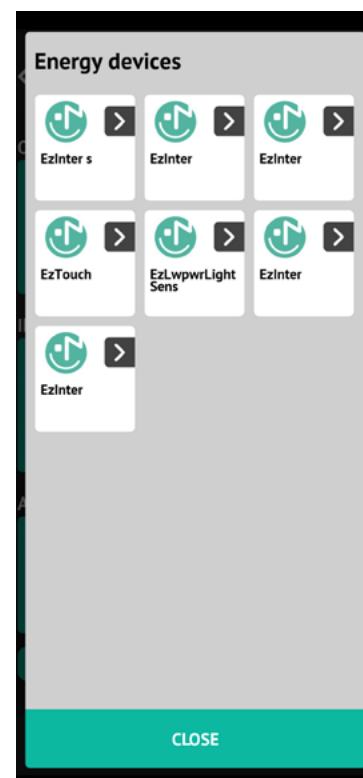 Energy devices
EzInter s
EzInter
EzInter
EzTouch
EzLwpwrLight
Sens
EzInter
EzInter
CLOSE